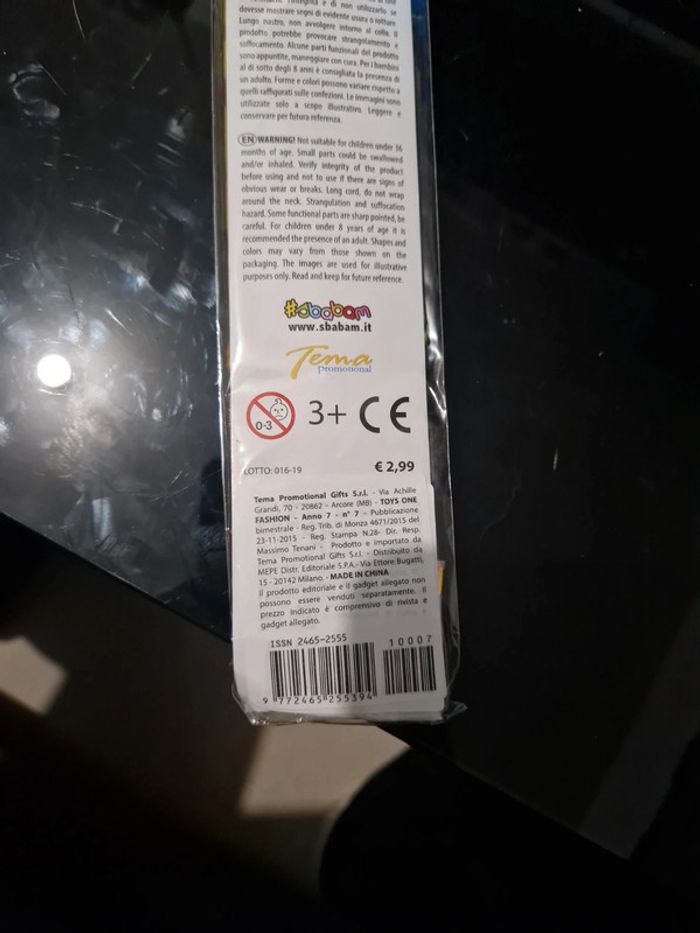 l'integrità e di non utilizzarlo se
dovesse mostrare segni di evidente usura o rotture
Lungo nastro, non avvolgere intorno al collo. Il
prodotto potrebbe provocare strangolamento e
soffocamento. Alcune parti funzionali del prodotto
sono appuntite, maneggiare con cura. Per i bambini
al di sotto degli 8 anni è consigliata la presenza di
un adulto. Forme e colori possono variare rispetto a
quelli raffigurati sulle confezioni. Le immagini sono
utilizzate solo a scopo illustrativo. Leggere e
conservare per futura referenza.
EN WARNING! Not suitable for children under 36
months of age. Small parts could be swallowed
and/or inhaled. Verify integrity of the product
before using and not to use if there are signs of
obvious wear or breaks. Long cord, do not wrap
around the neck. Strangulation and suffocation
hazard. Some functional parts are sharp pointed, be
careful. For children under 8 years of age it is
recommended the presence of an adult. Shapes and
colors may vary from those shown on the
packaging. The images are used for illustrative
purposes only. Read and keep for future reference.
#sbabam
www.sbabam.it
Tema
promotional
0-3 3+ CE
LOTTO: 016-19 € 2,99
Tema Promotional Gifts S.r.l. - Via Achille
Grandi, 70 - 20862 - Arcore (MB) - TOYS ONE
FASHION - Anno 7 - n° 7 - Pubblicazione
bimestrale - Reg. Trib. di Monza 4671/2015 del
23-11-2015 - Reg. Stampa N.28- Dir. Resp.
Massimo Tenani - Prodotto e importato da
Tema Promotional Gifts S.r.l. - Distribuito da
MEPE Distr. Editoriale S.P.A.- Via Ettore Bugatti,
15 - 20142 Milano. - MADE IN CHINA
Il prodotto editoriale e il gadget allegato non
possono essere venduti separatamente. Il
prezzo indicato è comprensivo di rivista e
gadget allegato.
ISSN 2465-2555 10007
9 772465 255394